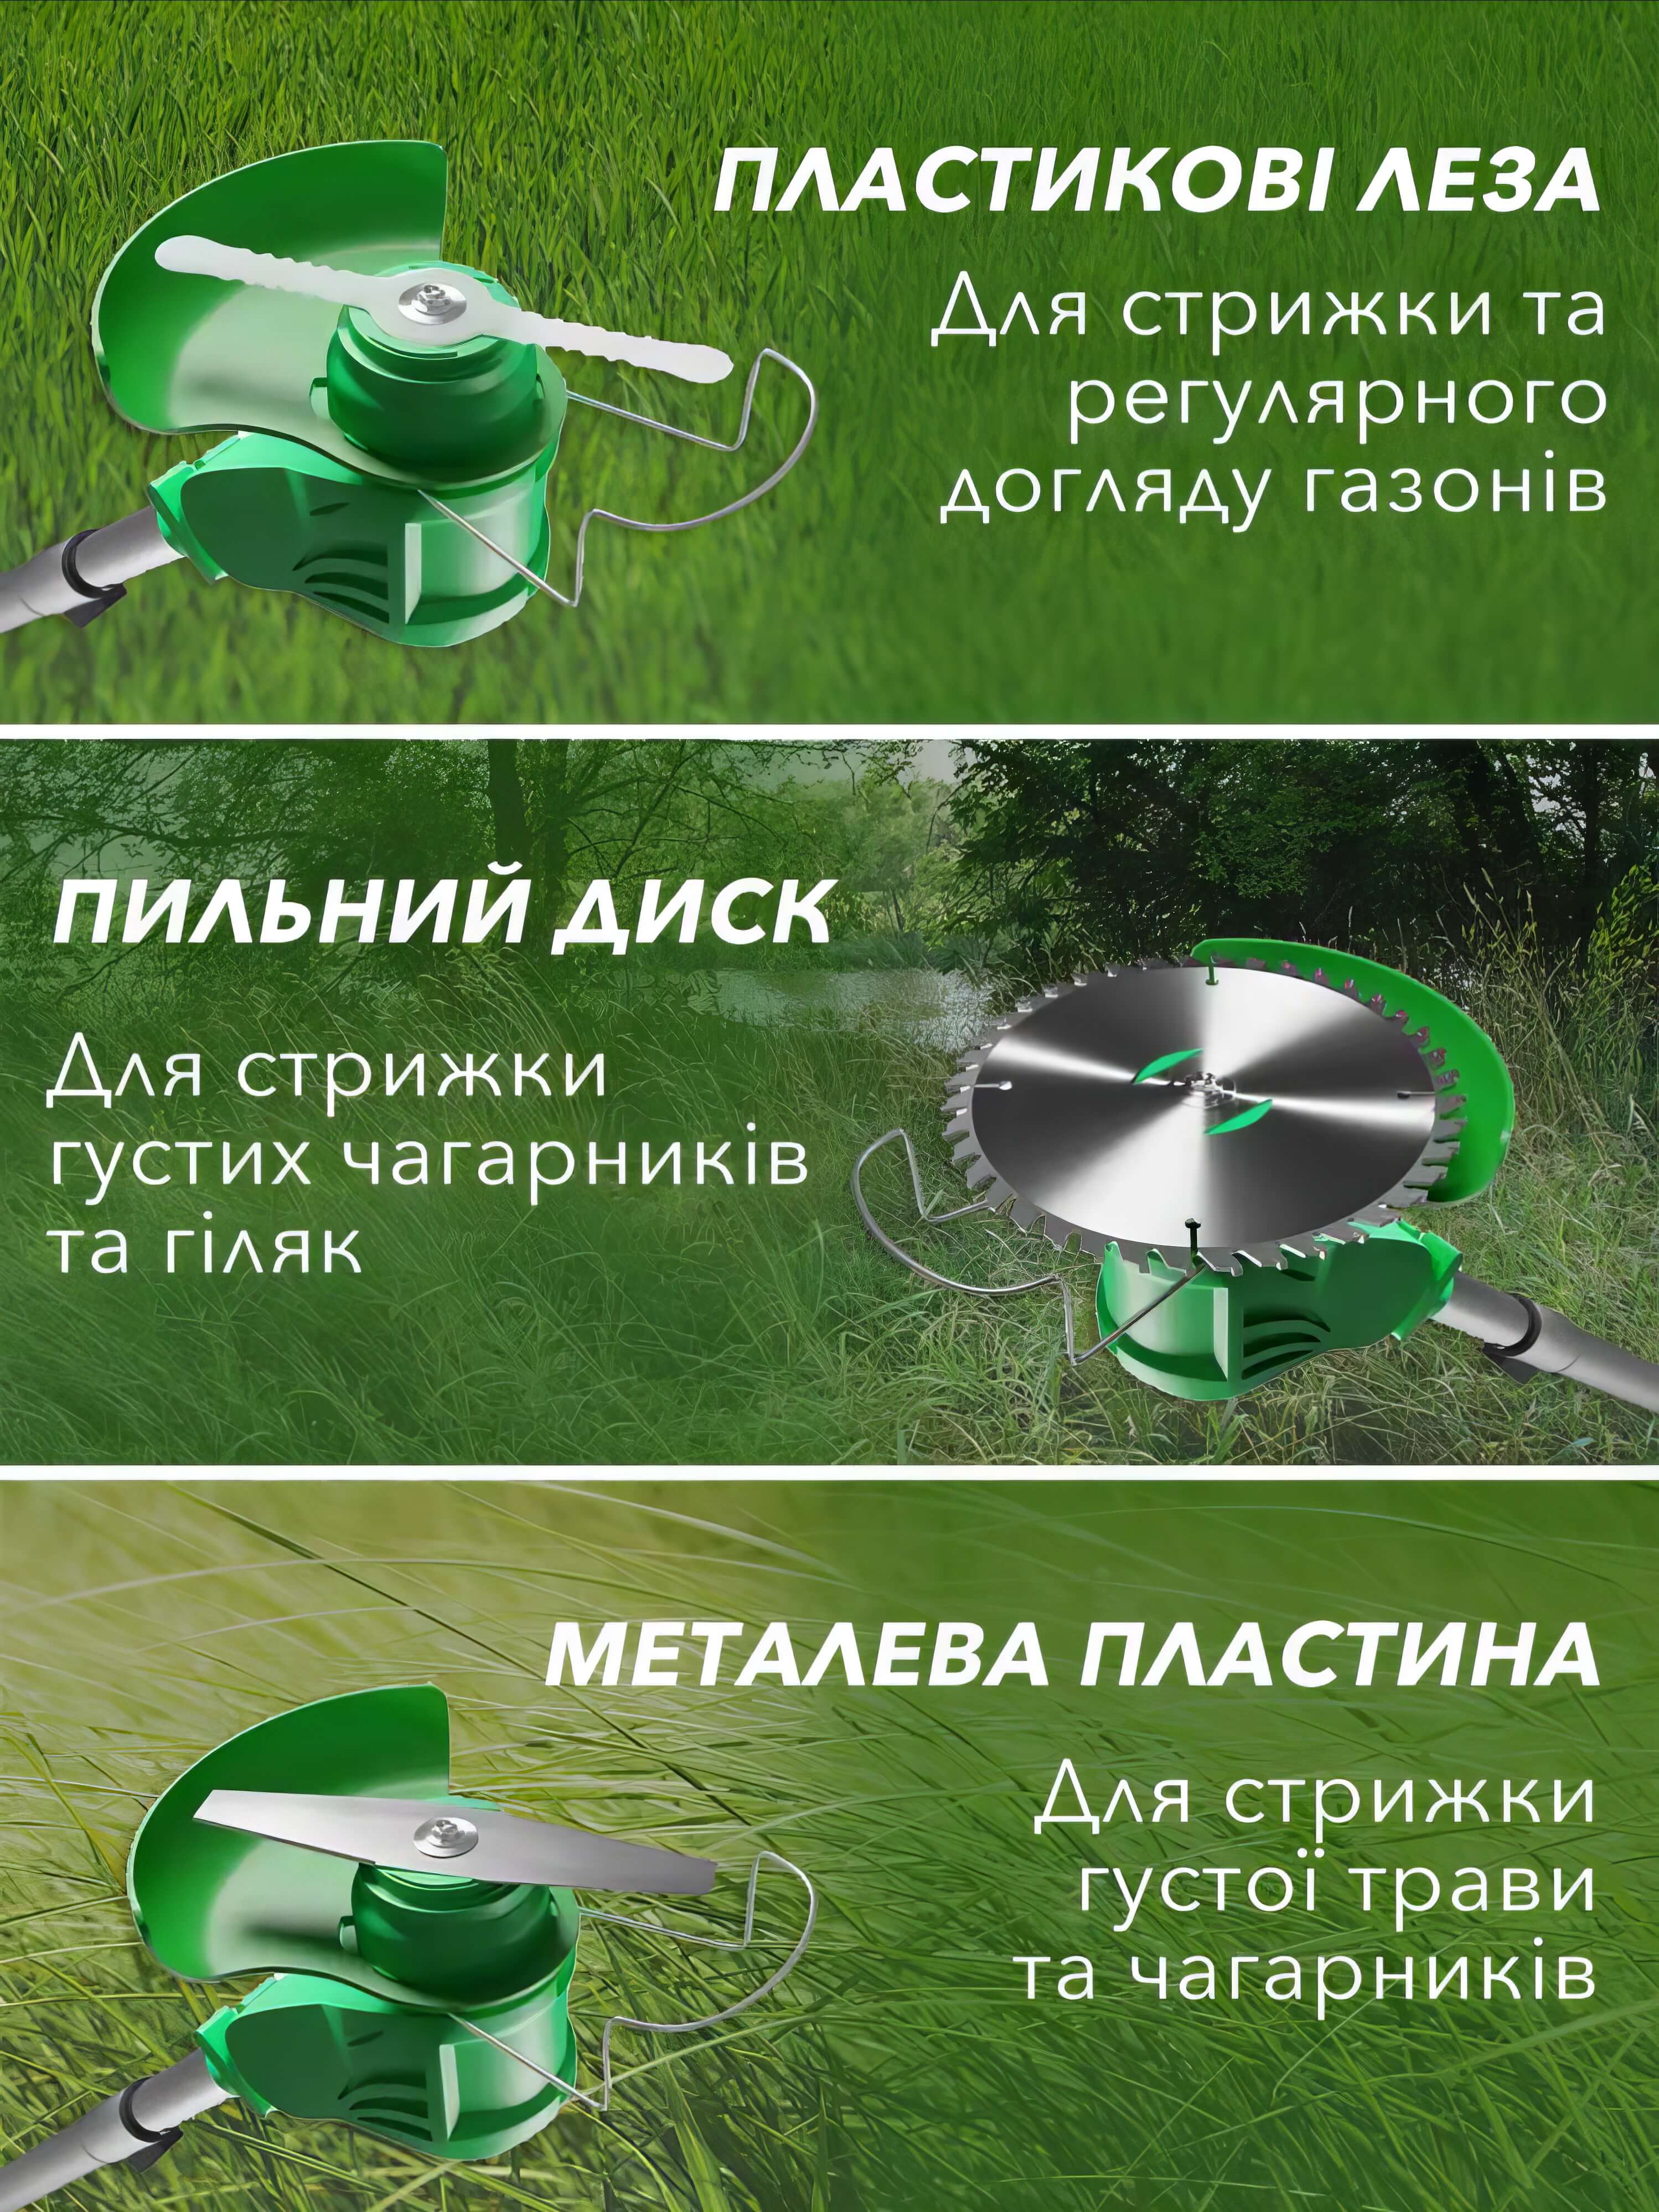 ПЛАСТИКОВІ ЛЕЗА
Для стрижки та
регулярного
догляду газонів
ПИЛЬНИЙ ДИСК
Для стрижки
густих чагарників
та гіляк
МЕТАЛЕВА ПЛАСТИНА
Для стрижки
густої трави
та чагарників